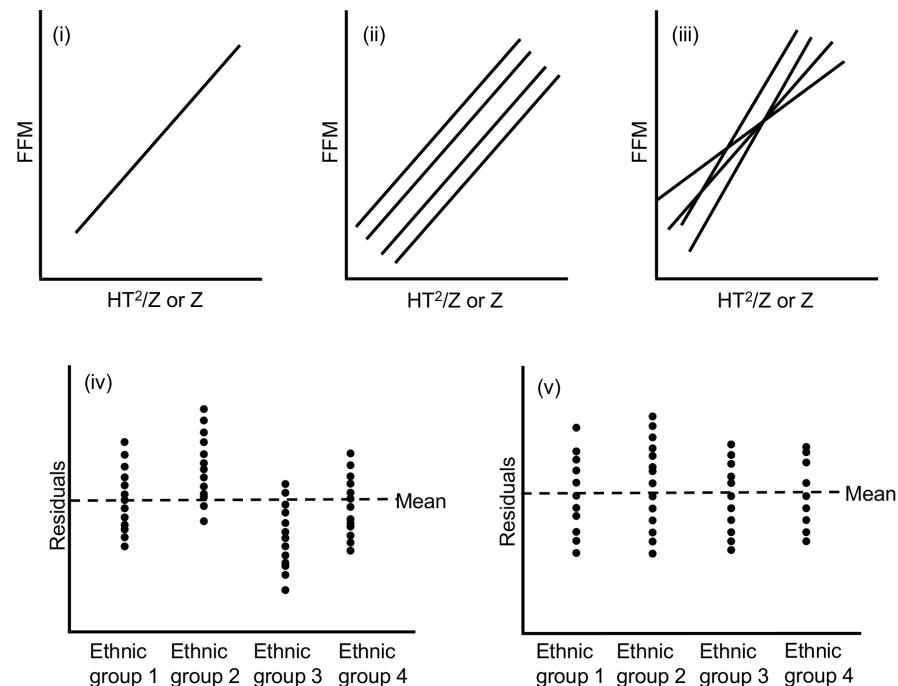 (i)
FFM
HT²/Z or Z
(ii)
FFM
HT²/Z or Z
(iii)
FFM
HT²/Z or Z
(iv)
Residuals
Mean
Ethnic
group 1
Ethnic
group 2
Ethnic
group 3
Ethnic
group 4
(v)
Residuals
Mean
Ethnic
group 1
Ethnic
group 2
Ethnic
group 3
Ethnic
group 4